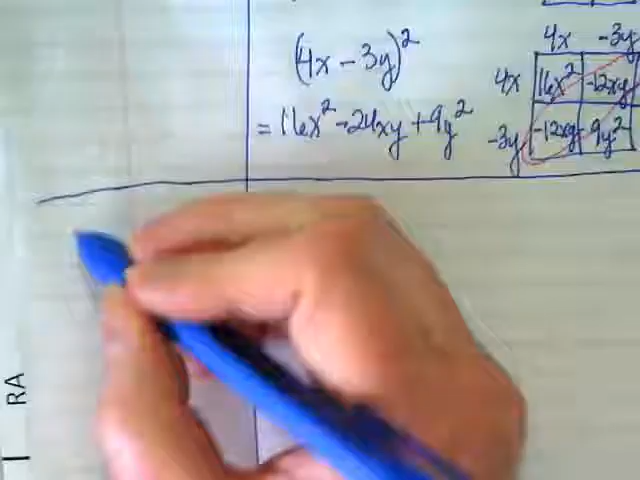 (4x - 3y)²
= 16x² - 24xy + 9y²
4x -3y
4x 16x² -12xy
-3y -12xy 9y²
RA